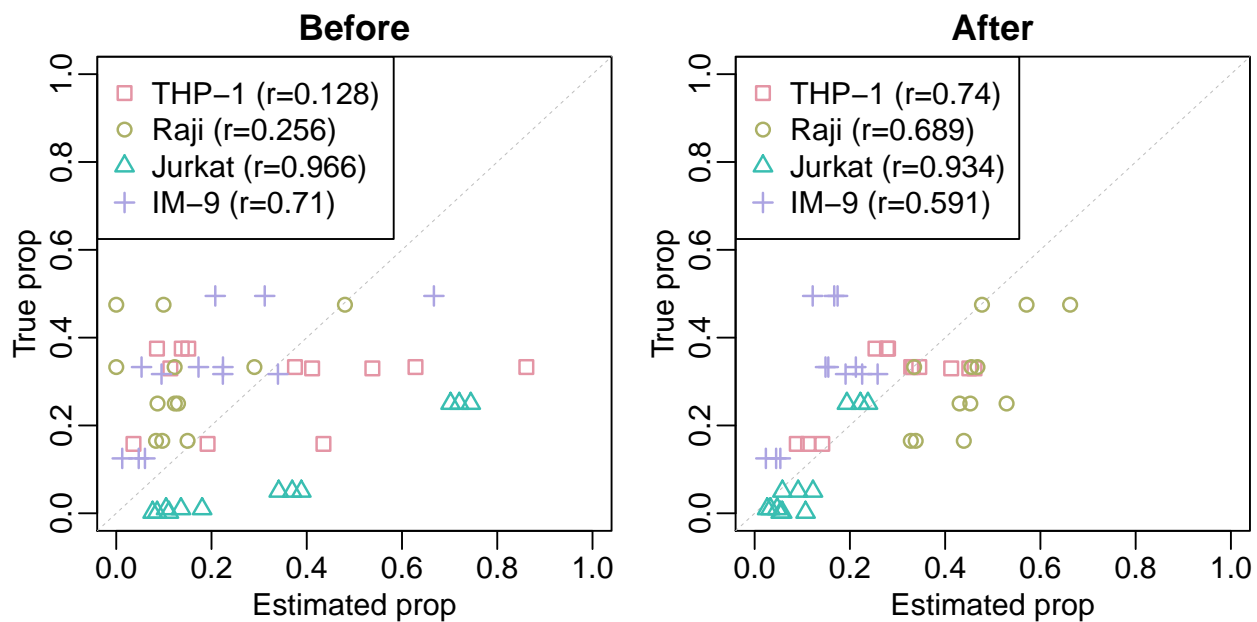 Before
THP−1 (r=0.128)
Raji (r=0.256)
Jurkat (r=0.966)
IM−9 (r=0.71)
True prop
0.0 0.2 0.4 0.6 0.8 1.0
0.0 0.2 0.4 0.6 0.8 1.0
Estimated prop
After
THP−1 (r=0.74)
Raji (r=0.689)
Jurkat (r=0.934)
IM−9 (r=0.591)
True prop
0.0 0.2 0.4 0.6 0.8 1.0
0.0 0.2 0.4 0.6 0.8 1.0
Estimated prop